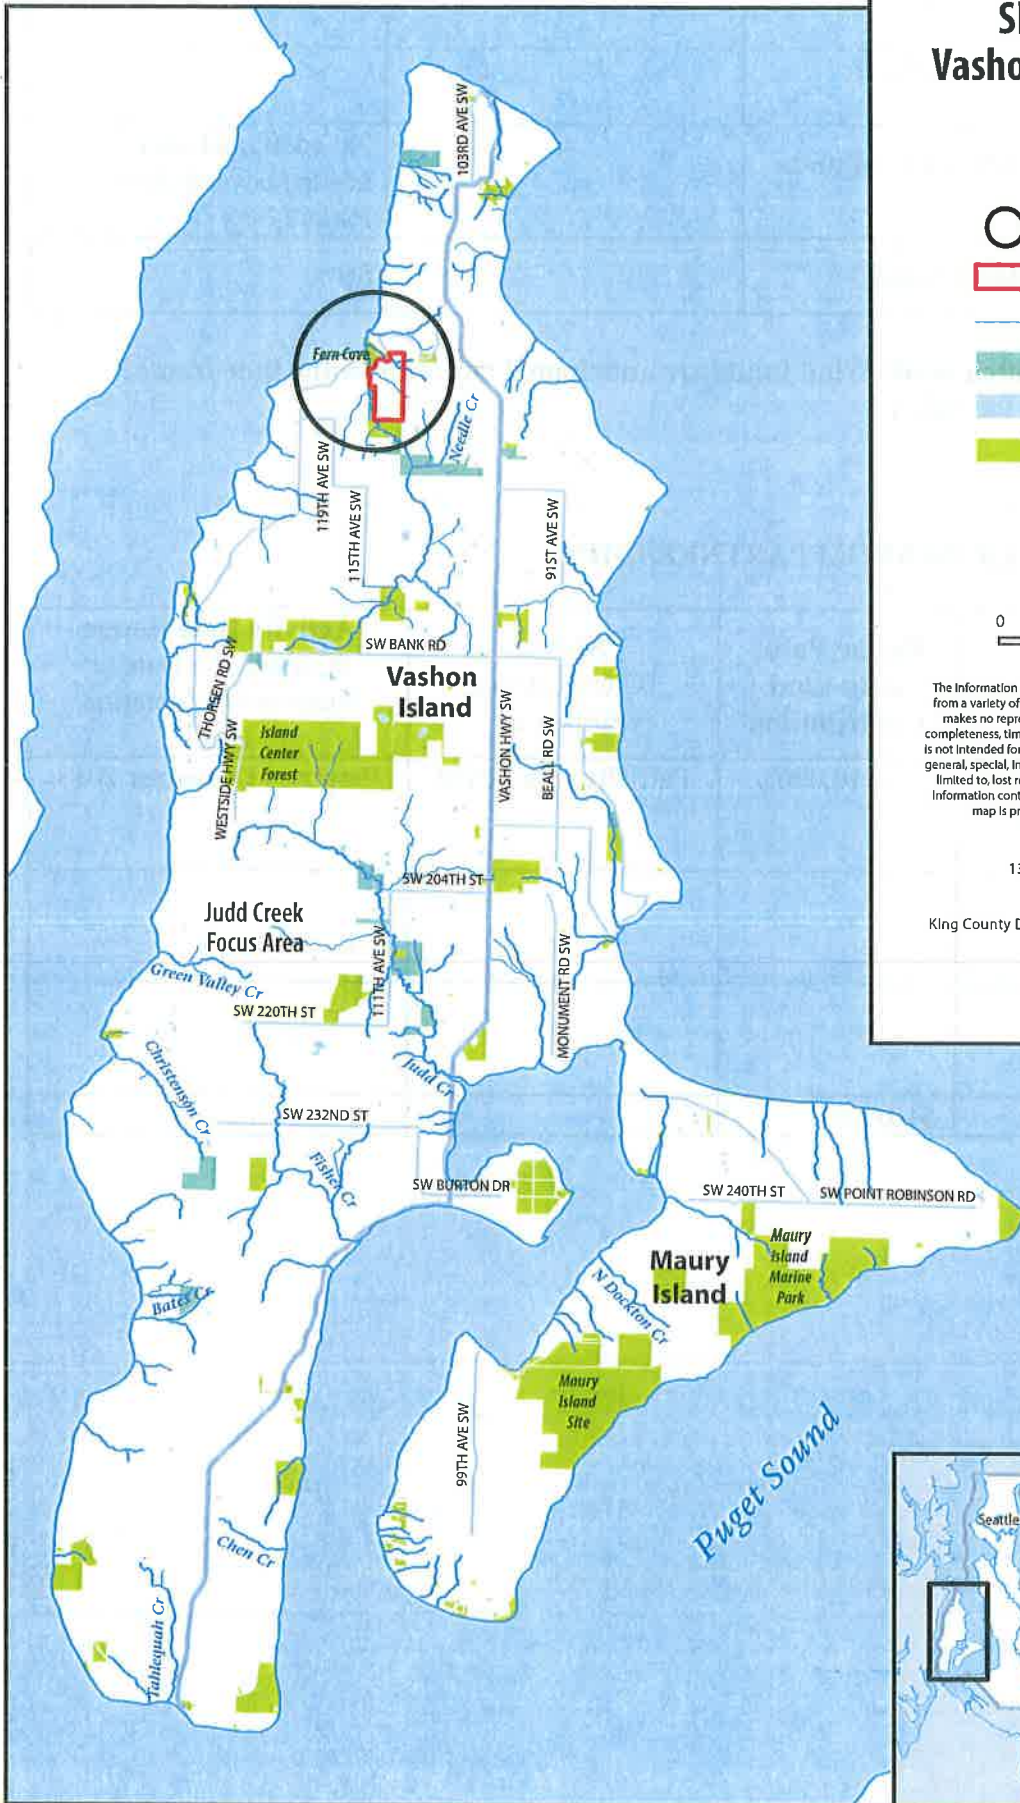 103RD AVE SW
Fern Cove
Needle Cr
119TH AVE SW
115TH AVE SW
91ST AVE SW
SW BANK RD
THORSEN RD SW
Vashon
Island
Island
Center
Forest
WESTSIDE HWY SW
VASHON HWY SW
BEALL RD SW
SW 204TH ST
Judd Creek
Focus Area
111TH AVE SW
MONUMENT RD SW
Green Valley Cr
SW 220TH ST
Christenson Cr
Judd Cr
SW 232ND ST
Fisher Cr
SW BURTON DR
SW 240TH ST
SW POINT ROBINSON RD
Maury
Island
Maury
Island
Marine
Park
N Dockton Cr
Bates Cr
Maury
Island
Site
99TH AVE SW
Puget Sound
Chen Cr
Tahlequah Cr
Vasho
0
The information
from a variety of
makes no repre
completeness, tim
is not intended for
general, special, in
limited to, lost re
information cont
map is pr
13
King County D
Seattle